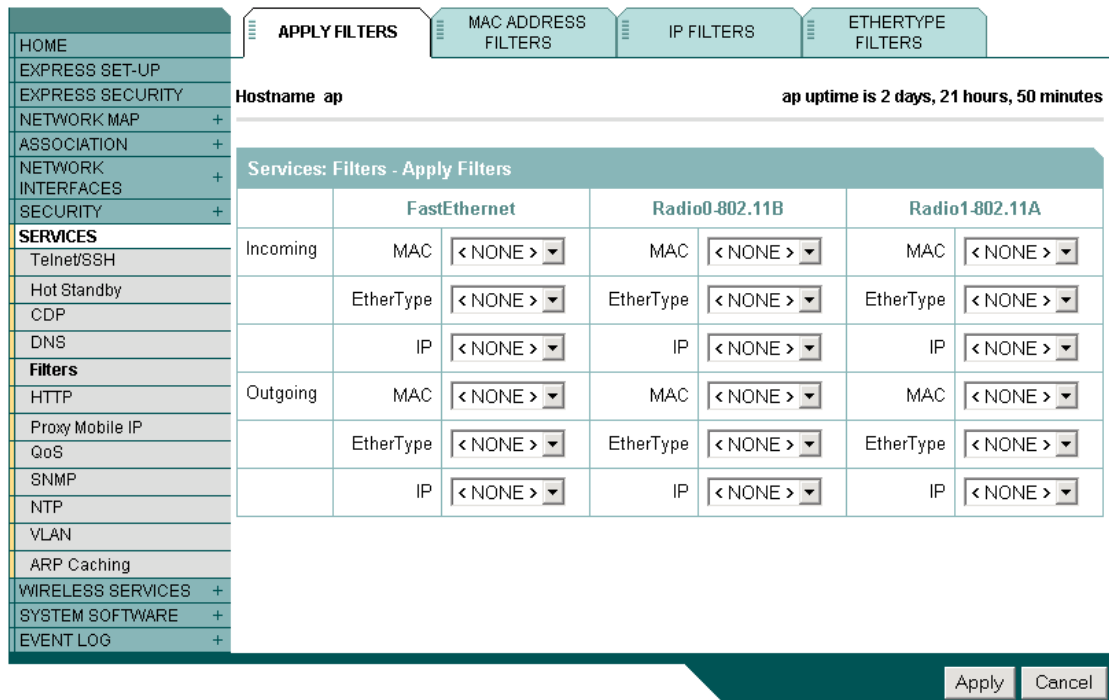 APPLY FILTERS
MAC ADDRESS
FILTERS
IP FILTERS
ETHERTYPE
FILTERS
HOME
EXPRESS SET-UP
EXPRESS SECURITY
NETWORK MAP +
ASSOCIATION +
NETWORK
INTERFACES +
SECURITY +
SERVICES
Telnet/SSH
Hot Standby
CDP
DNS
Filters
HTTP
Proxy Mobile IP
QoS
SNMP
NTP
VLAN
ARP Caching
WIRELESS SERVICES +
SYSTEM SOFTWARE +
EVENT LOG +
Hostname ap ap uptime is 2 days, 21 hours, 50 minutes
Services: Filters - Apply Filters
FastEthernet Radio0-802.11B Radio1-802.11A
Incoming MAC < NONE > MAC < NONE > MAC < NONE >
EtherType < NONE > EtherType < NONE > EtherType < NONE >
IP < NONE > IP < NONE > IP < NONE >
Outgoing MAC < NONE > MAC < NONE > MAC < NONE >
EtherType < NONE > EtherType < NONE > EtherType < NONE >
IP < NONE > IP < NONE > IP < NONE >
Apply Cancel